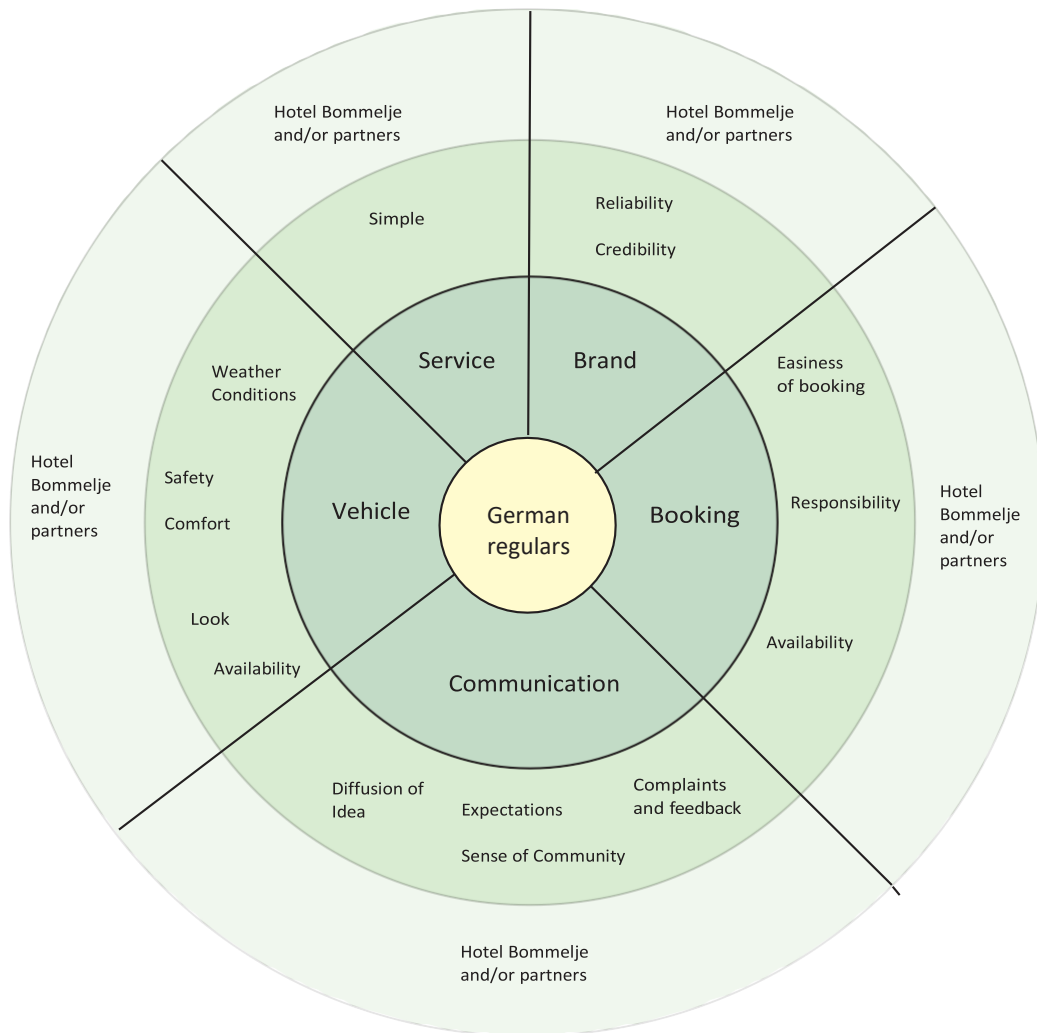 Hotel Bommelje
and/or partners
Hotel Bommelje
and/or partners
Simple
Reliability
Credibility
Service
Brand
Weather
Conditions
Easiness
of booking
Hotel
Bommelje
and/or
partners
Safety
Comfort
Vehicle
German
regulars
Booking
Responsibility
Hotel
Bommelje
and/or
partners
Look
Availability
Availability
Communication
Diffusion of
Idea
Expectations
Complaints
and feedback
Sense of Community
Hotel Bommelje
and/or partners